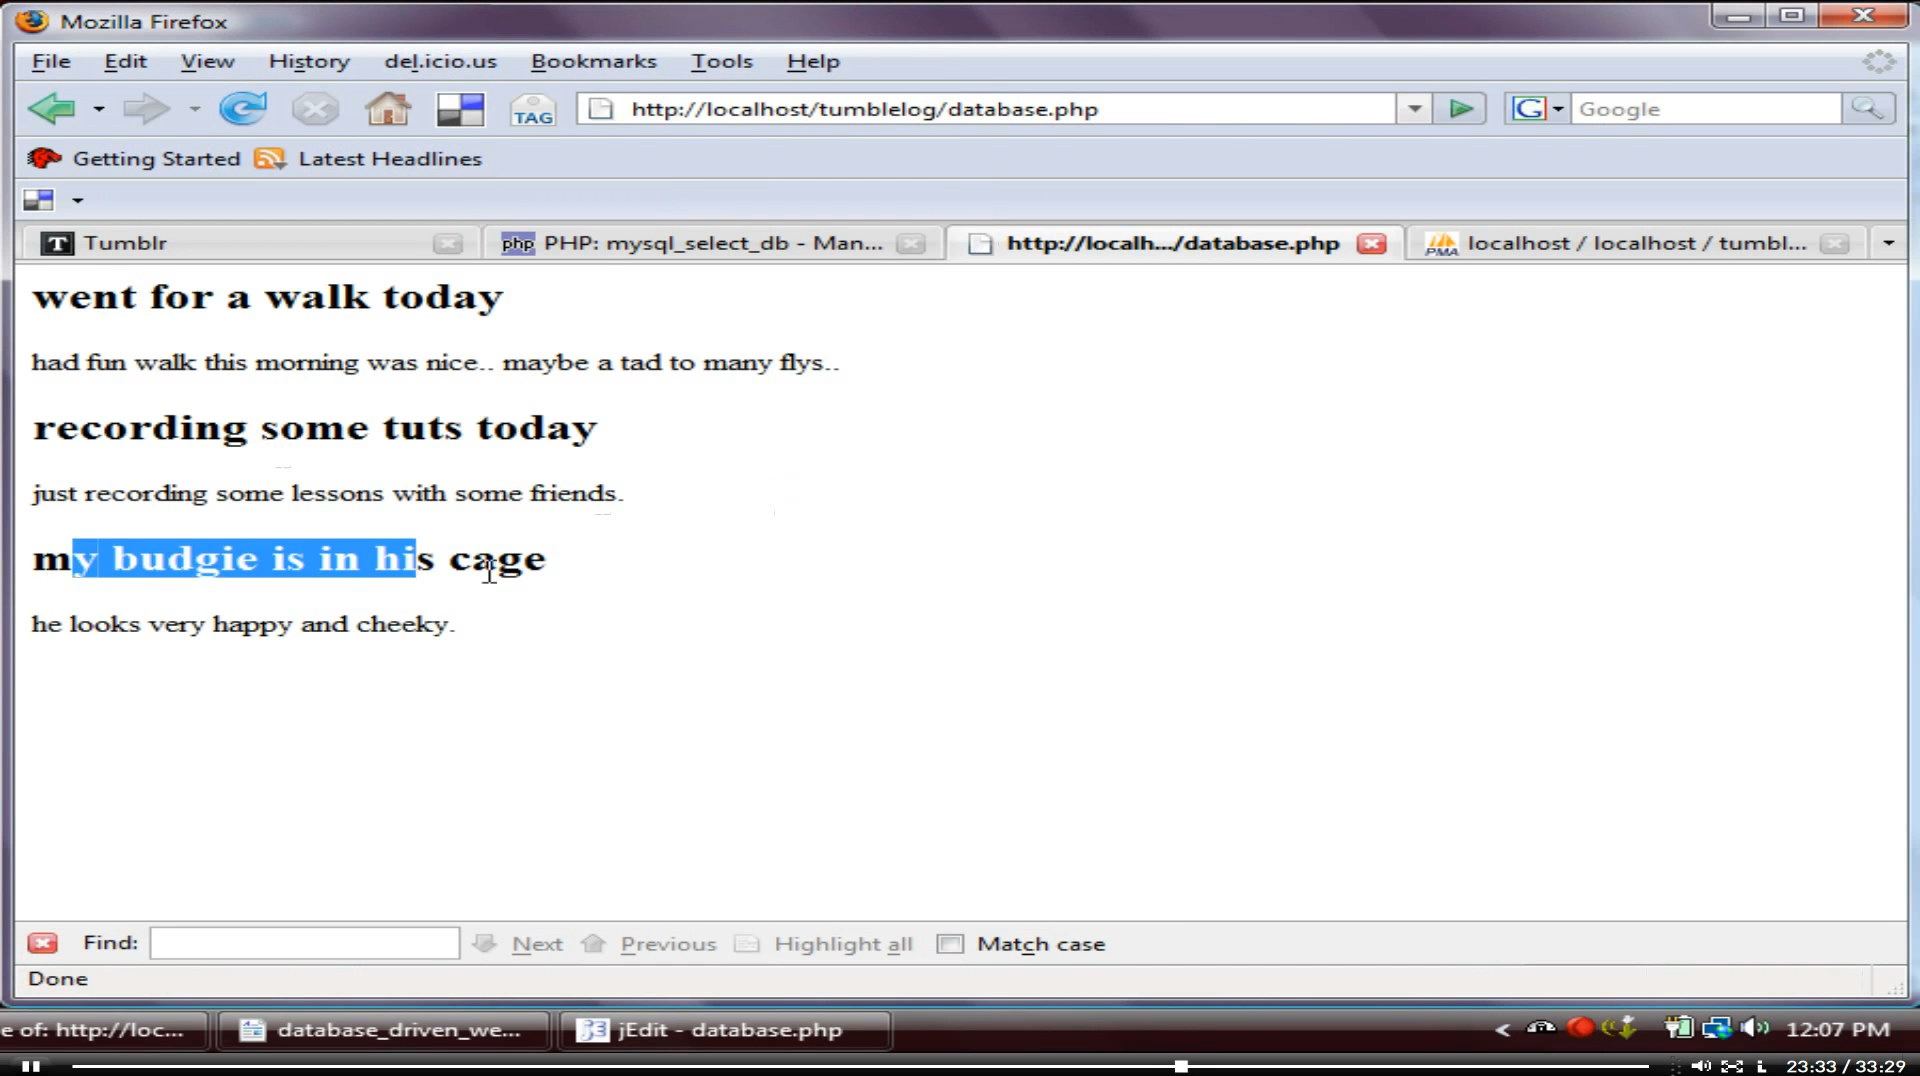 Mozilla Firefox
File Edit View History del.icio.us Bookmarks Tools Help
TAG http://localhost/tumblelog/database.php G Google
Getting Started Latest Headlines
T Tumblr php PHP: mysql_select_db - Man... http://localh.../database.php PMA localhost / localhost / tumbl...
went for a walk today
had fun walk this morning was nice.. maybe a tad to many flys..
recording some tuts today
just recording some lessons with some friends.
my budgie is in his cage
he looks very happy and cheeky.
Find: Next Previous Highlight all Match case
Done
e of: http://loc... database_driven_we... jEdit - database.php < 12:07 PM
L 23:33 / 33:29